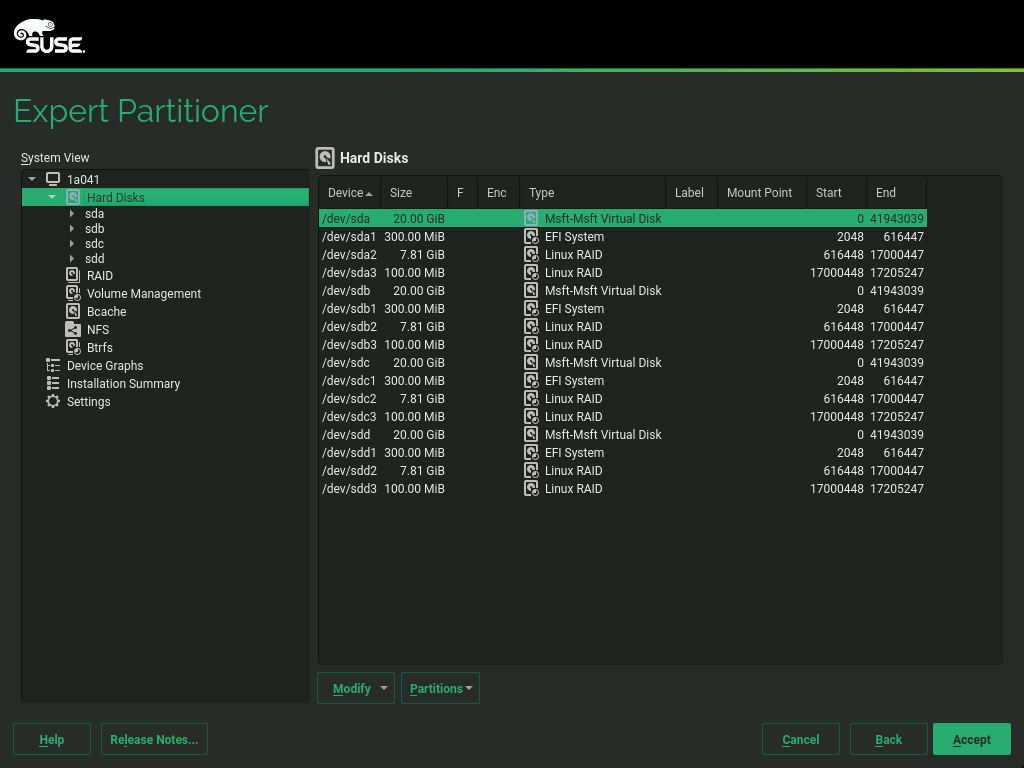 SUSE.
Expert Partitioner
System View
1a041
Hard Disks
sda
sdb
sdc
sdd
RAID
Volume Management
Bcache
NFS
Btrfs
Device Graphs
Installation Summary
Settings
Hard Disks
Device Size F Enc Type Label Mount Point Start End
/dev/sda 20.00 GiB Msft-Msft Virtual Disk 0 41943039
/dev/sda1 300.00 MiB EFI System 2048 616447
/dev/sda2 7.81 GiB Linux RAID 616448 17000447
/dev/sda3 100.00 MiB Linux RAID 17000448 17205247
/dev/sdb 20.00 GiB Msft-Msft Virtual Disk 0 41943039
/dev/sdb1 300.00 MiB EFI System 2048 616447
/dev/sdb2 7.81 GiB Linux RAID 616448 17000447
/dev/sdb3 100.00 MiB Linux RAID 17000448 17205247
/dev/sdc 20.00 GiB Msft-Msft Virtual Disk 0 41943039
/dev/sdc1 300.00 MiB EFI System 2048 616447
/dev/sdc2 7.81 GiB Linux RAID 616448 17000447
/dev/sdc3 100.00 MiB Linux RAID 17000448 17205247
/dev/sdd 20.00 GiB Msft-Msft Virtual Disk 0 41943039
/dev/sdd1 300.00 MiB EFI System 2048 616447
/dev/sdd2 7.81 GiB Linux RAID 616448 17000447
/dev/sdd3 100.00 MiB Linux RAID 17000448 17205247
Modify Partitions
Help Release Notes... Cancel Back Accept